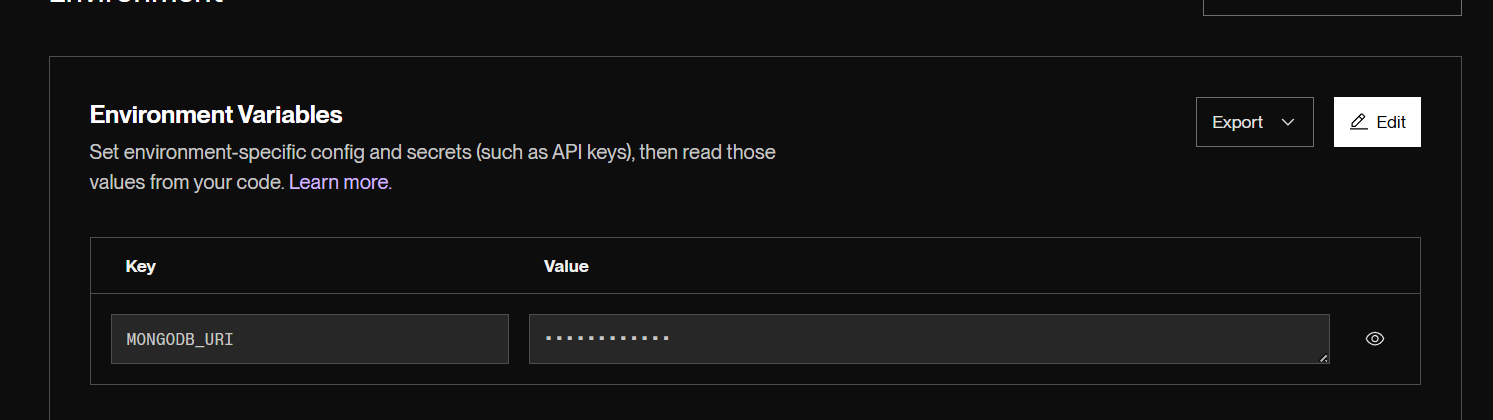 Environment
Environment Variables
Export
Edit
Set environment-specific config and secrets (such as API keys), then read those
values from your code. Learn more.
Key
Value
MONGODB_URI